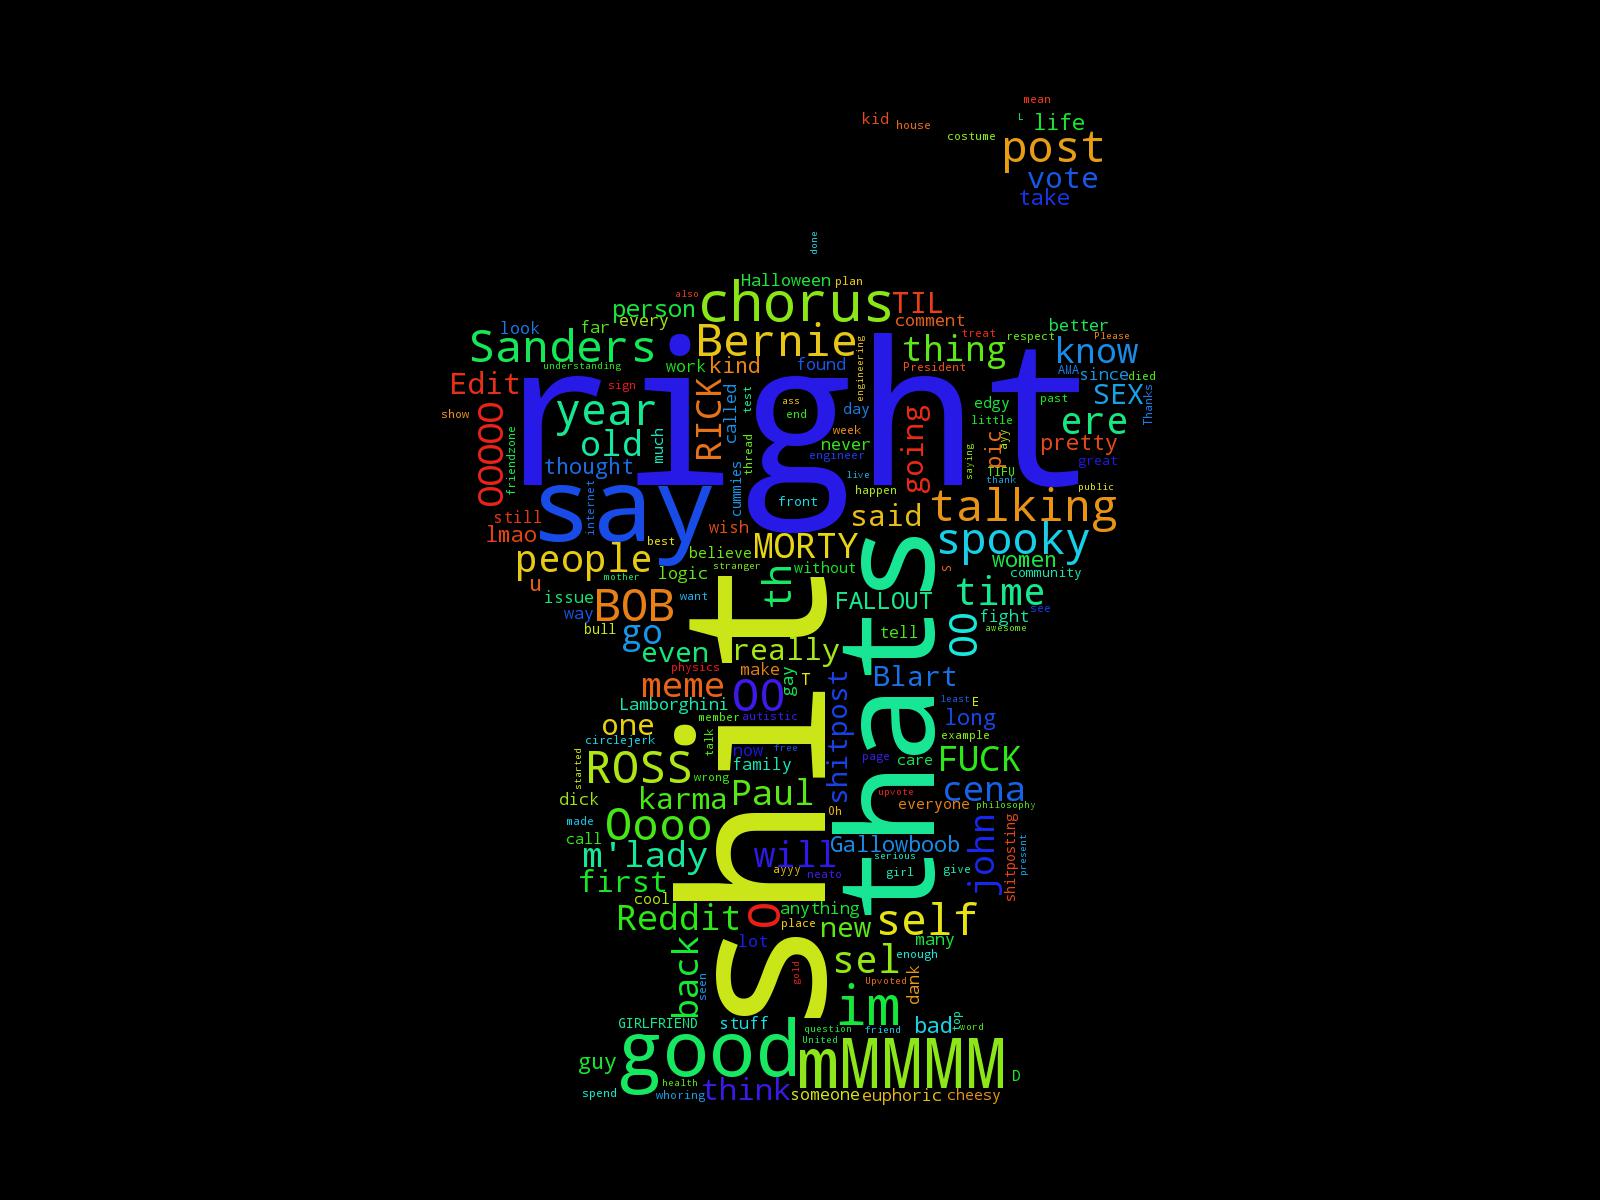 mean
kid
house
L
life
costume
post
vote
take
done
Halloween
plan
also
person
chorus
TIL
look
far
every
comment
better
Sanders
Bernie
engineering
thing
treat
respect
know
Please
understanding
work
kind
found
President
AMA
since
died
Edit
sign
right
SEX
Thanks
show
OOOOO
friendzone
year
old
much
RICK
called
test
thread
ass
end
day
week
never
engineer
going
edgy
little
past
ere
pic
ayy
pretty
thought
internet
cummies
live
saying
TIFU
thank
great
public
say
front
happen
said
talking
still
lmao
wish
spooky
people
best
believe
MORTY
women
mother
logic
stranger
without
S
community
u
issue
way
BOB
want
th
FALLOUT
time
see
bull
go
tell
OO
fight
awesome
even
really
physics
make
gay
T
Blart
meme
OO
shitpost
Lamborghini
member
autistic
least
E
long
one
circlejerk
talk
now
free
example
started
ROSS
wrong
family
page
care
FUCK
shit
thats
dick
karma
Paul
upvote
everyone
cena
philosophy
made
Oooo
Oh
john
shitposting
present
call
m'lady
will
Gallowboob
serious
first
ayyy
neato
girl
give
cool
Reddit
O
anything
place
new
self
back
lot
many
seen
gold
sel
enough
Upvoted
dank
GIRLFRIEND
stuff
im
question
friend
bad
top
word
United
guy
good
mMMMM
D
spend
health
whoring
think
someone
euphoric
cheesy